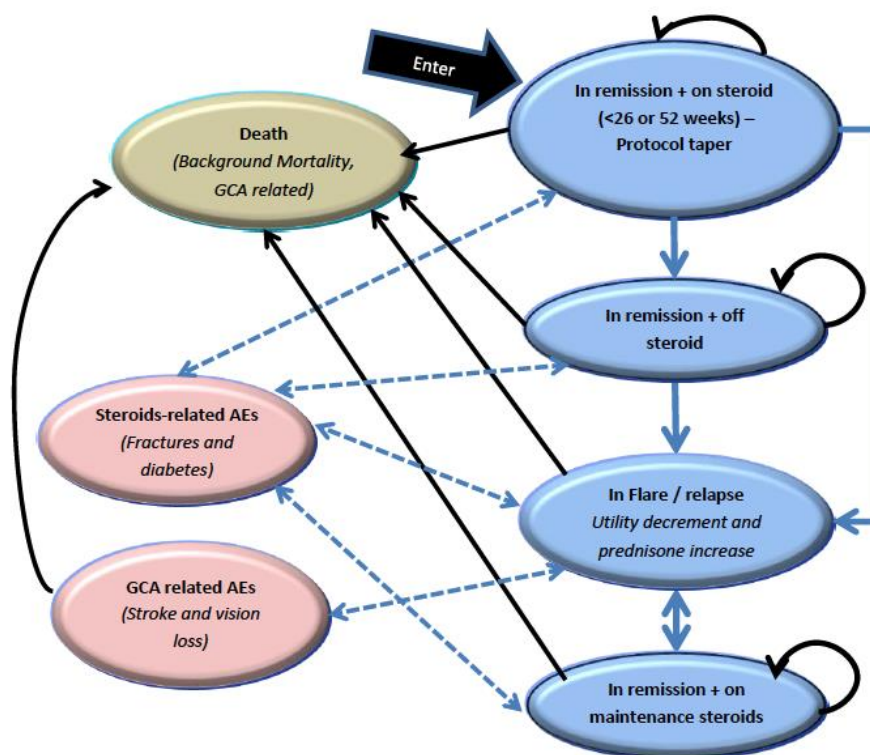 Enter
In remission + on steroid
(<26 or 52 weeks) –
Protocol taper
Death
(Background Mortality,
GCA related)
In remission + off
steroid
Steroids-related AEs
(Fractures and
diabetes)
In Flare / relapse
Utility decrement and
prednisone increase
GCA related AEs
(Stroke and vision
loss)
In remission + on
maintenance steroids